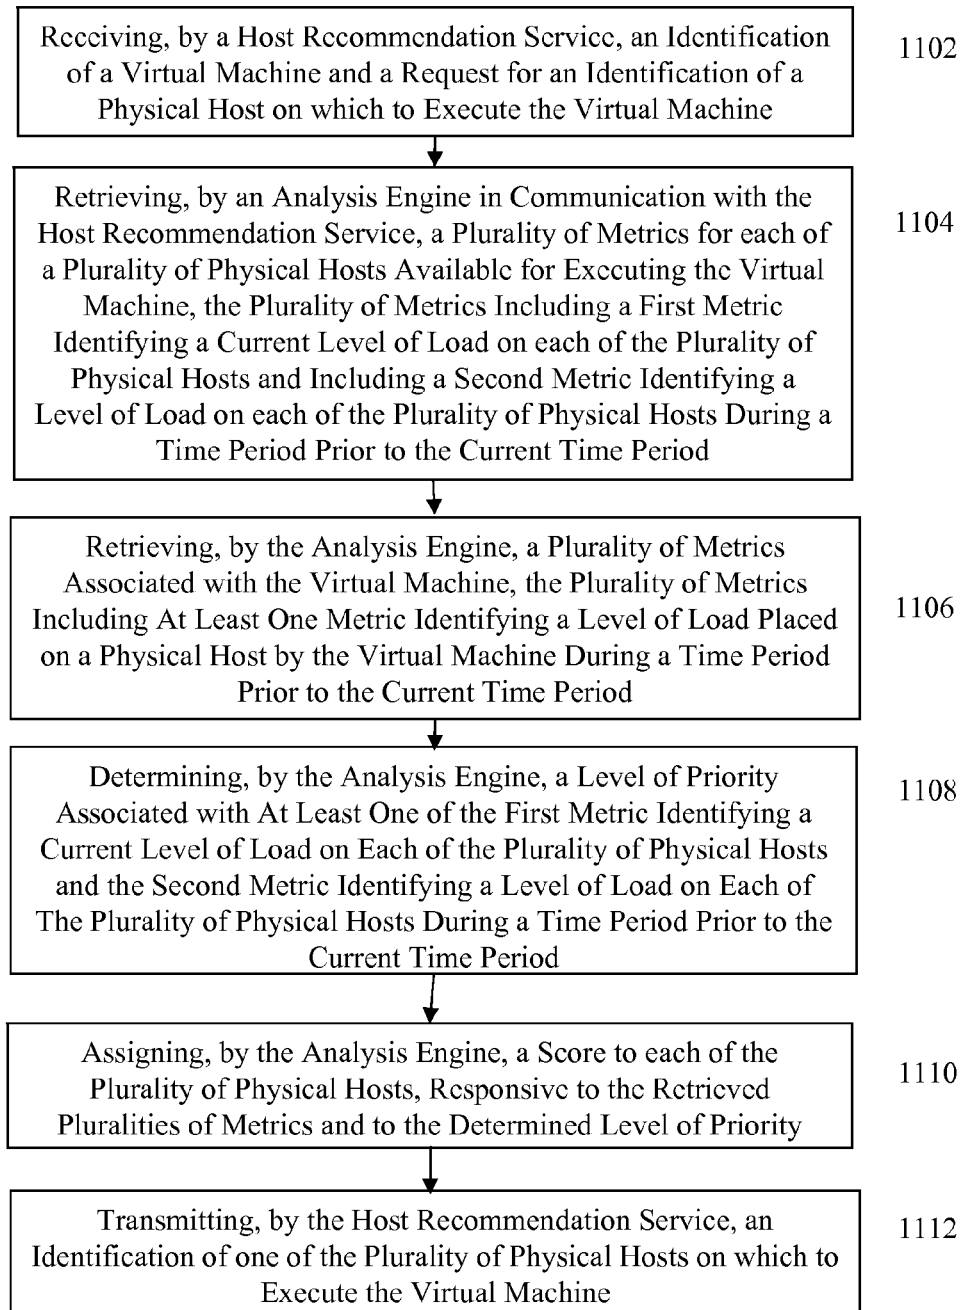 Receiving, by a Host Recommendation Service, an Identification
of a Virtual Machine and a Request for an Identification of a
Physical Host on which to Execute the Virtual Machine
1102
Retrieving, by an Analysis Engine in Communication with the
Host Recommendation Service, a Plurality of Metrics for each of
a Plurality of Physical Hosts Available for Executing the Virtual
Machine, the Plurality of Metrics Including a First Metric
Identifying a Current Level of Load on each of the Plurality of
Physical Hosts and Including a Second Metric Identifying a
Level of Load on each of the Plurality of Physical Hosts During a
Time Period Prior to the Current Time Period
1104
Retrieving, by the Analysis Engine, a Plurality of Metrics
Associated with the Virtual Machine, the Plurality of Metrics
Including At Least One Metric Identifying a Level of Load Placed
on a Physical Host by the Virtual Machine During a Time Period
Prior to the Current Time Period
1106
Determining, by the Analysis Engine, a Level of Priority
Associated with At Least One of the First Metric Identifying a
Current Level of Load on Each of the Plurality of Physical Hosts
and the Second Metric Identifying a Level of Load on Each of
The Plurality of Physical Hosts During a Time Period Prior to the
Current Time Period
1108
Assigning, by the Analysis Engine, a Score to each of the
Plurality of Physical Hosts, Responsive to the Retrieved
Pluralities of Metrics and to the Determined Level of Priority
1110
Transmitting, by the Host Recommendation Service, an
Identification of one of the Plurality of Physical Hosts on which to
Execute the Virtual Machine
1112